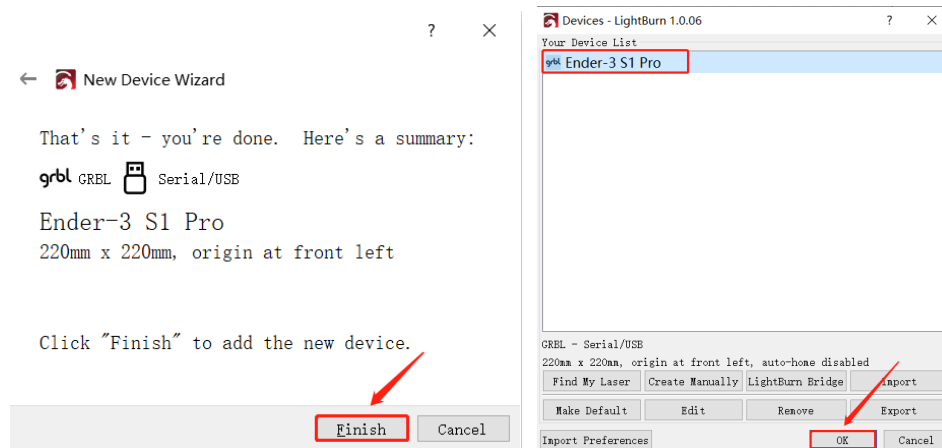 ?
New Device Wizard
That's it - you're done. Here's a summary:
grbl GRBL Serial/USB
Ender-3 S1 Pro
220mm x 220mm, origin at front left
Click "Finish" to add the new device.
Finish Cancel
Devices - LightBurn 1.0.06 ?
Your Device List
grbl Ender-3 S1 Pro
GRBL - Serial/USB
220mm x 220mm, origin at front left, auto-home disabled
Find My Laser Create Manually LightBurn Bridge Import
Make Default Edit Remove Export
Import Preferences OK Cancel